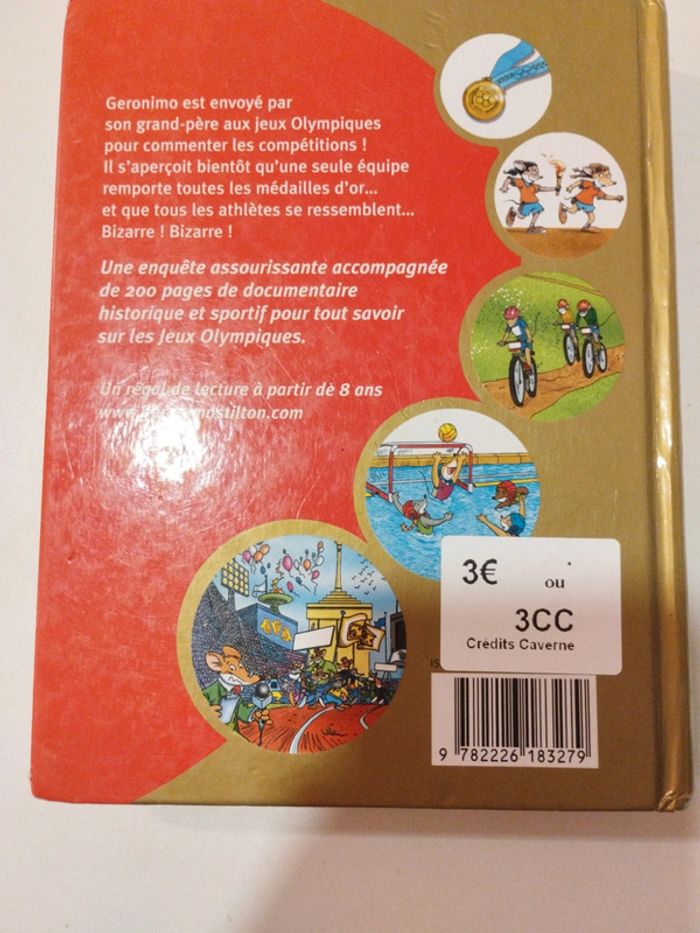 Geronimo est envoyé par
son grand-père aux jeux Olympiques
pour commenter les compétitions !
Il s'aperçoit bientôt qu'une seule équipe
remporte toutes les médailles d'or...
et que tous les athlètes se ressemblent...
Bizarre ! Bizarre !
Une enquête assourissante accompagnée
de 200 pages de documentaire
historique et sportif pour tout savoir
sur les jeux Olympiques.
Un régal de lecture à partir de 8 ans
3€ ou
3CC
Crédits Caverne
IS
9 782226 183279